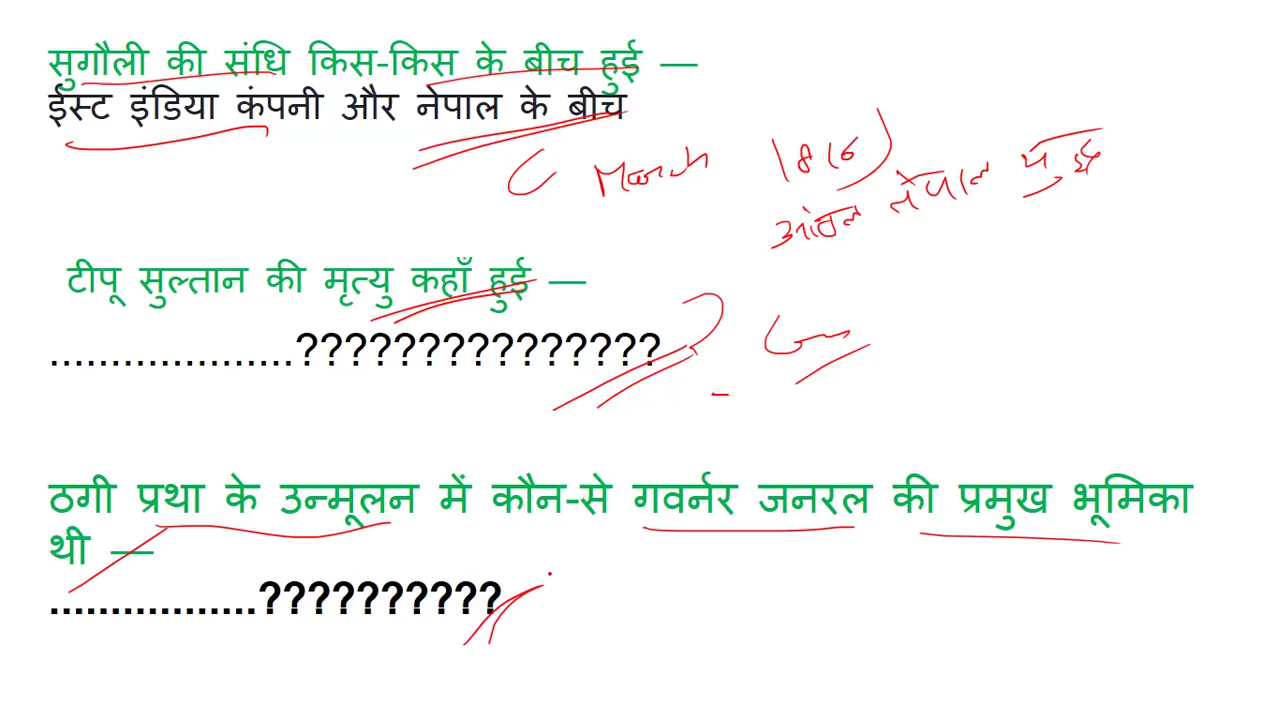 सुगौली की संधि किस-किस के बीच हुई —
ईस्ट इंडिया कंपनी और नेपाल के बीच
( March 1816)
आंग्ल नेपाल युद्ध
टीपू सुल्तान की मृत्यु कहाँ हुई —
....................???????????????
ठगी प्रथा के उन्मूलन में कौन-से गवर्नर जनरल की प्रमुख भूमिका
थी —
.................??????????